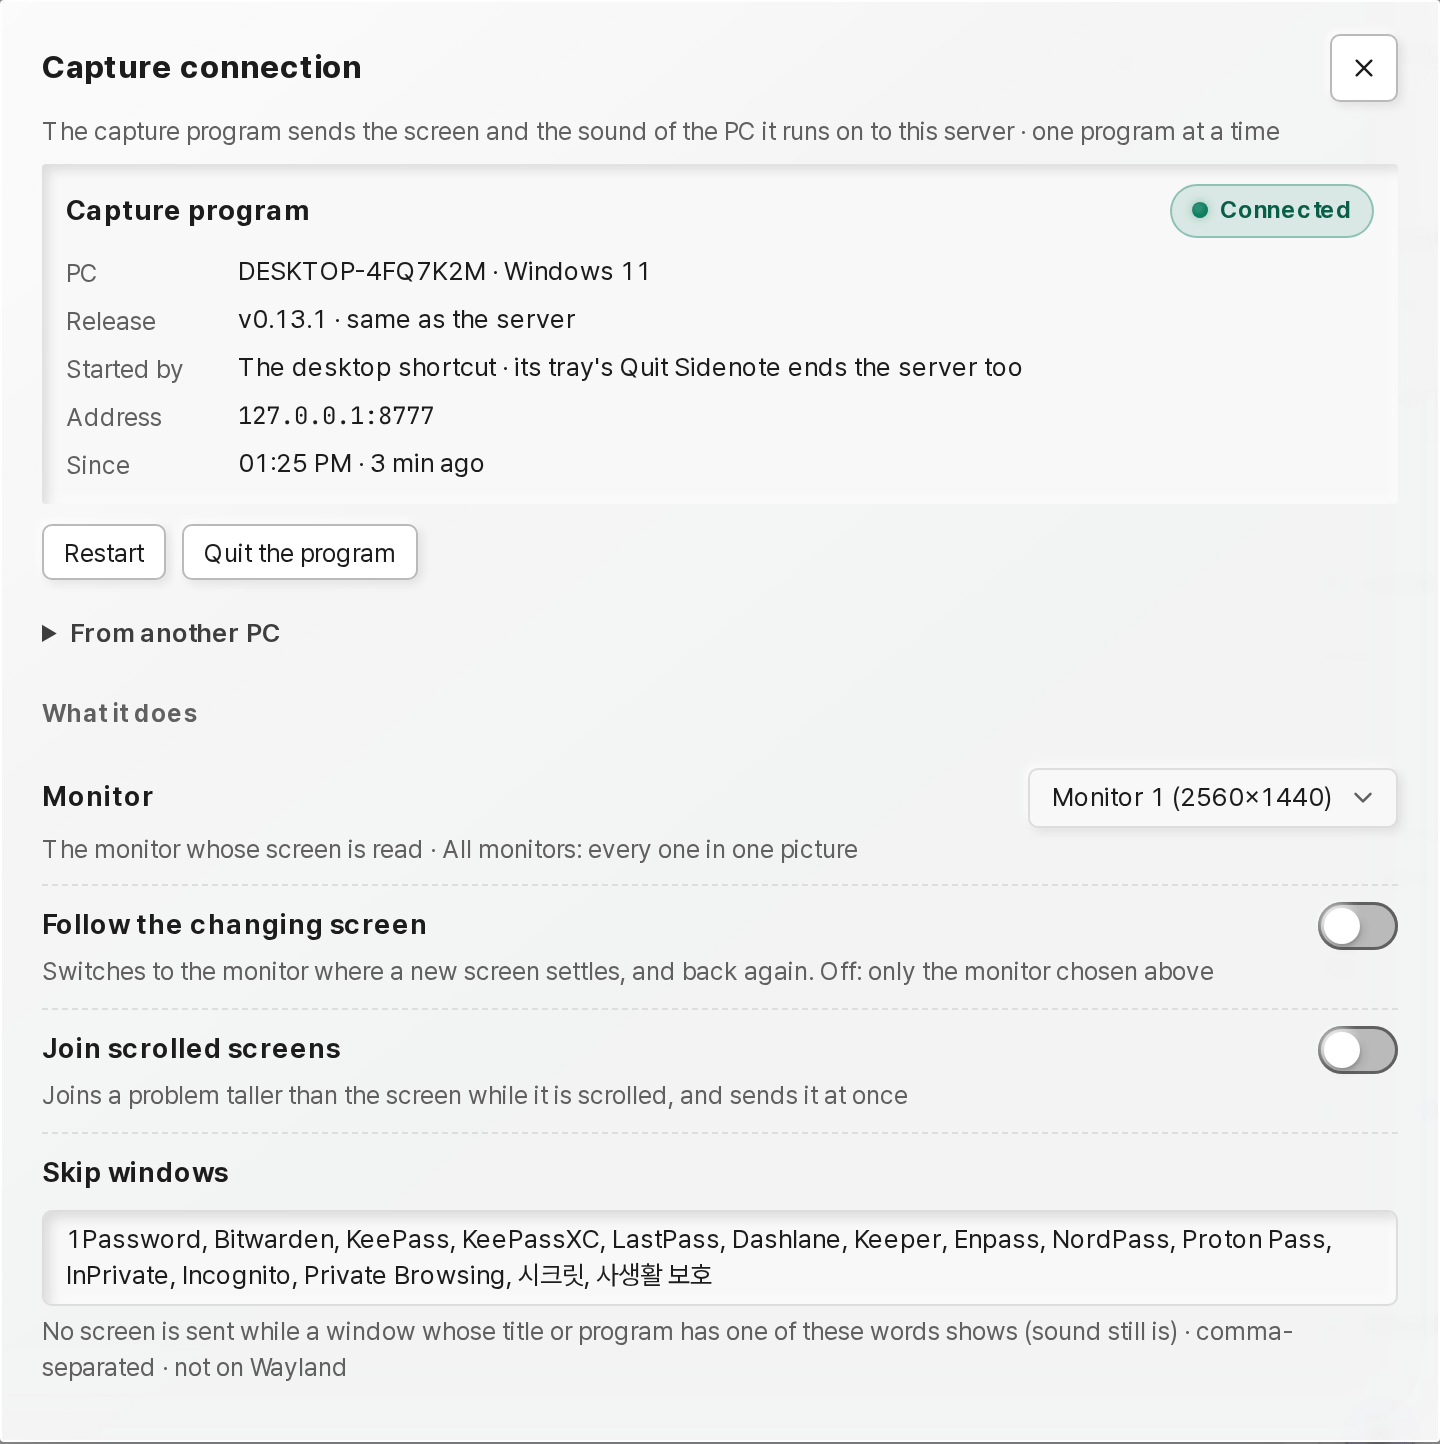 Capture connection
The capture program sends the screen and the sound of the PC it runs on to this server · one program at a time
Capture program
Connected
PC
DESKTOP-4FQ7K2M · Windows 11
Release
v0.13.1 · same as the server
Started by
The desktop shortcut · its tray's Quit Sidenote ends the server too
Address
127.0.0.1:8777
Since
01:25 PM · 3 min ago
Restart
Quit the program
From another PC
What it does
Monitor
Monitor 1 (2560×1440)
The monitor whose screen is read · All monitors: every one in one picture
Follow the changing screen
Switches to the monitor where a new screen settles, and back again. Off: only the monitor chosen above
Join scrolled screens
Joins a problem taller than the screen while it is scrolled, and sends it at once
Skip windows
1Password, Bitwarden, KeePass, KeePassXC, LastPass, Dashlane, Keeper, Enpass, NordPass, Proton Pass,
InPrivate, Incognito, Private Browsing, 시크릿, 사생활 보호
No screen is sent while a window whose title or program has one of these words shows (sound still is) · comma-
separated · not on Wayland